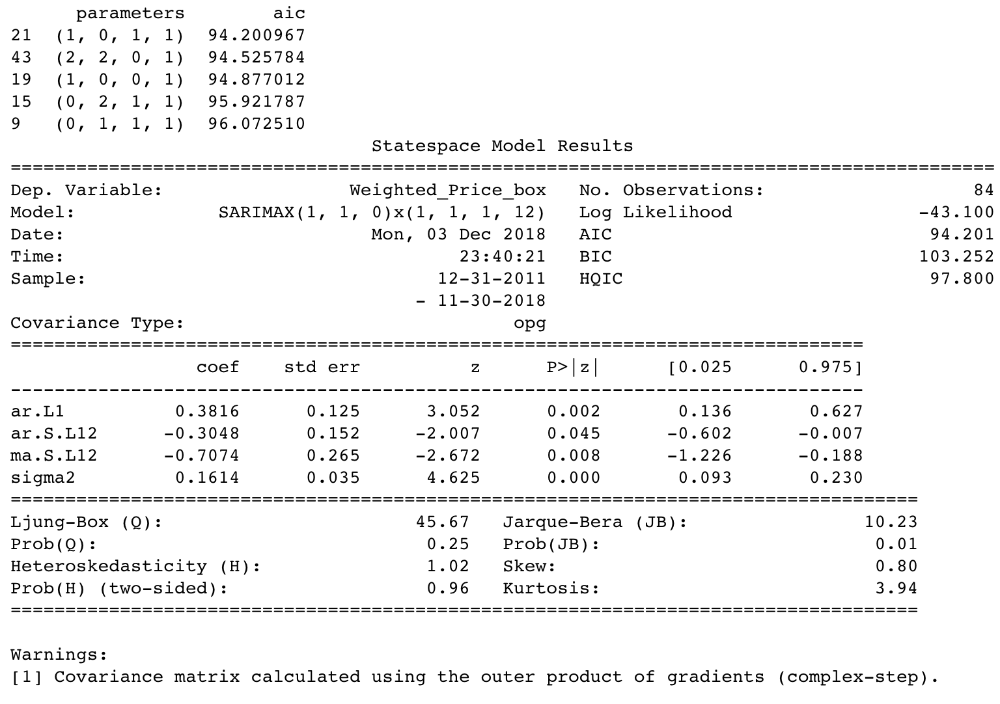 parameters        aic
21  (1, 0, 1, 1)  94.200967
43  (2, 2, 0, 1)  94.525784
19  (1, 0, 0, 1)  94.877012
15  (0, 2, 1, 1)  95.921787
9   (0, 1, 1, 1)  96.072510
                                 Statespace Model Results
==========================================================================================
Dep. Variable:                 Weighted_Price_box   No. Observations:                   84
Model:             SARIMAX(1, 1, 0)x(1, 1, 1, 12)   Log Likelihood                 -43.100
Date:                            Mon, 03 Dec 2018   AIC                             94.201
Time:                                    23:40:21   BIC                            103.252
Sample:                                12-31-2011   HQIC                            97.800
                                     - 11-30-2018
Covariance Type:                              opg
==============================================================================
                 coef    std err          z      P>|z|      [0.025      0.975]
------------------------------------------------------------------------------
ar.L1          0.3816      0.125      3.052      0.002       0.136       0.627
ar.S.L12      -0.3048      0.152     -2.007      0.045      -0.602      -0.007
ma.S.L12      -0.7074      0.265     -2.672      0.008      -1.226      -0.188
sigma2         0.1614      0.035      4.625      0.000       0.093       0.230
===================================================================================
Ljung-Box (Q):                       45.67   Jarque-Bera (JB):                10.23
Prob(Q):                              0.25   Prob(JB):                         0.01
Heteroskedasticity (H):               1.02   Skew:                             0.80
Prob(H) (two-sided):                  0.96   Kurtosis:                         3.94
===================================================================================

Warnings:
[1] Covariance matrix calculated using the outer product of gradients (complex-step).